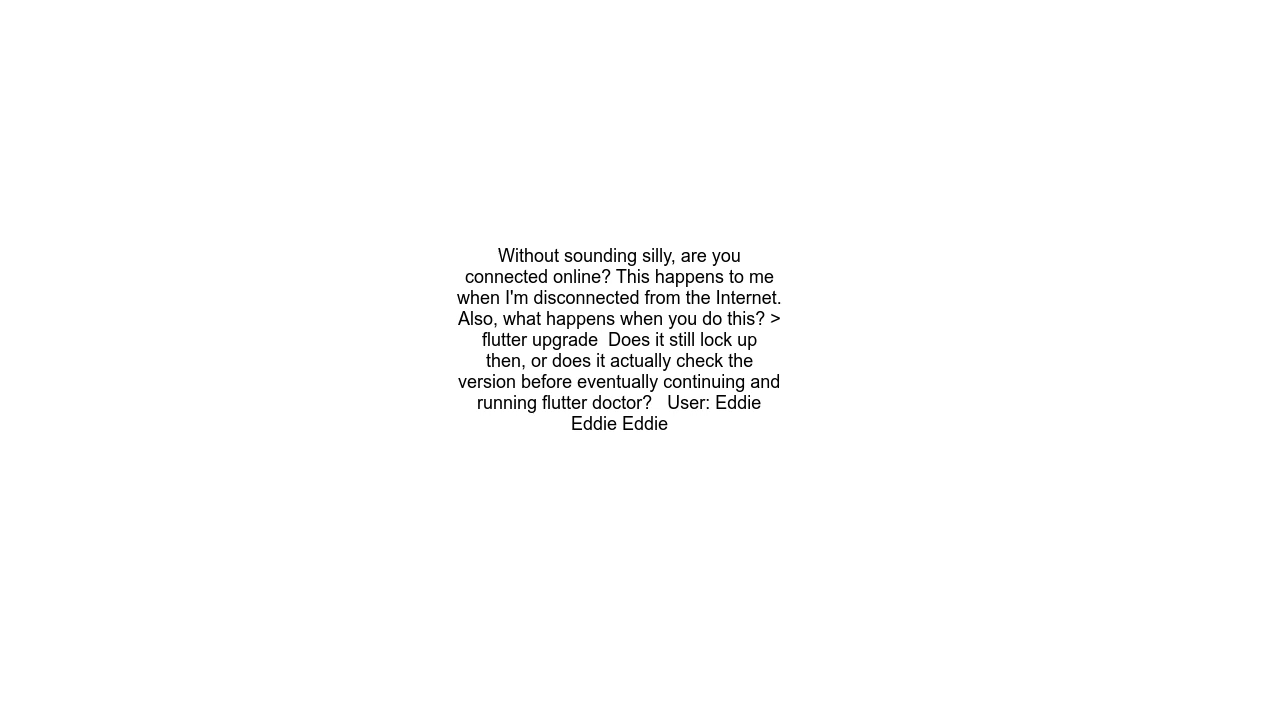 Without sounding silly, are you
connected online? This happens to me
when I'm disconnected from the Internet.
Also, what happens when you do this? >
flutter upgrade  Does it still lock up
then, or does it actually check the
version before eventually continuing and
running flutter doctor?   User: Eddie
Eddie Eddie